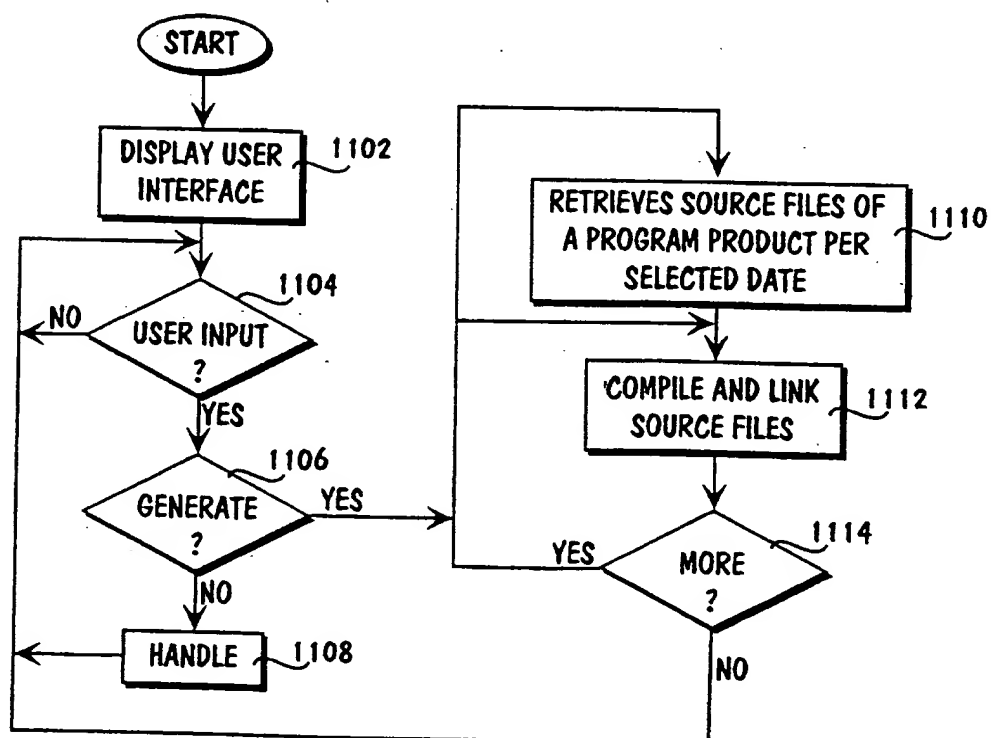 START
DISPLAY USER
INTERFACE
1102
1104
NO
USER INPUT
?
YES
1106
GENERATE
?
YES
NO
HANDLE
1108
RETRIEVES SOURCE FILES OF
A PROGRAM PRODUCT PER
SELECTED DATE
1110
COMPILE AND LINK
SOURCE FILES
1112
1114
YES
MORE
?
NO